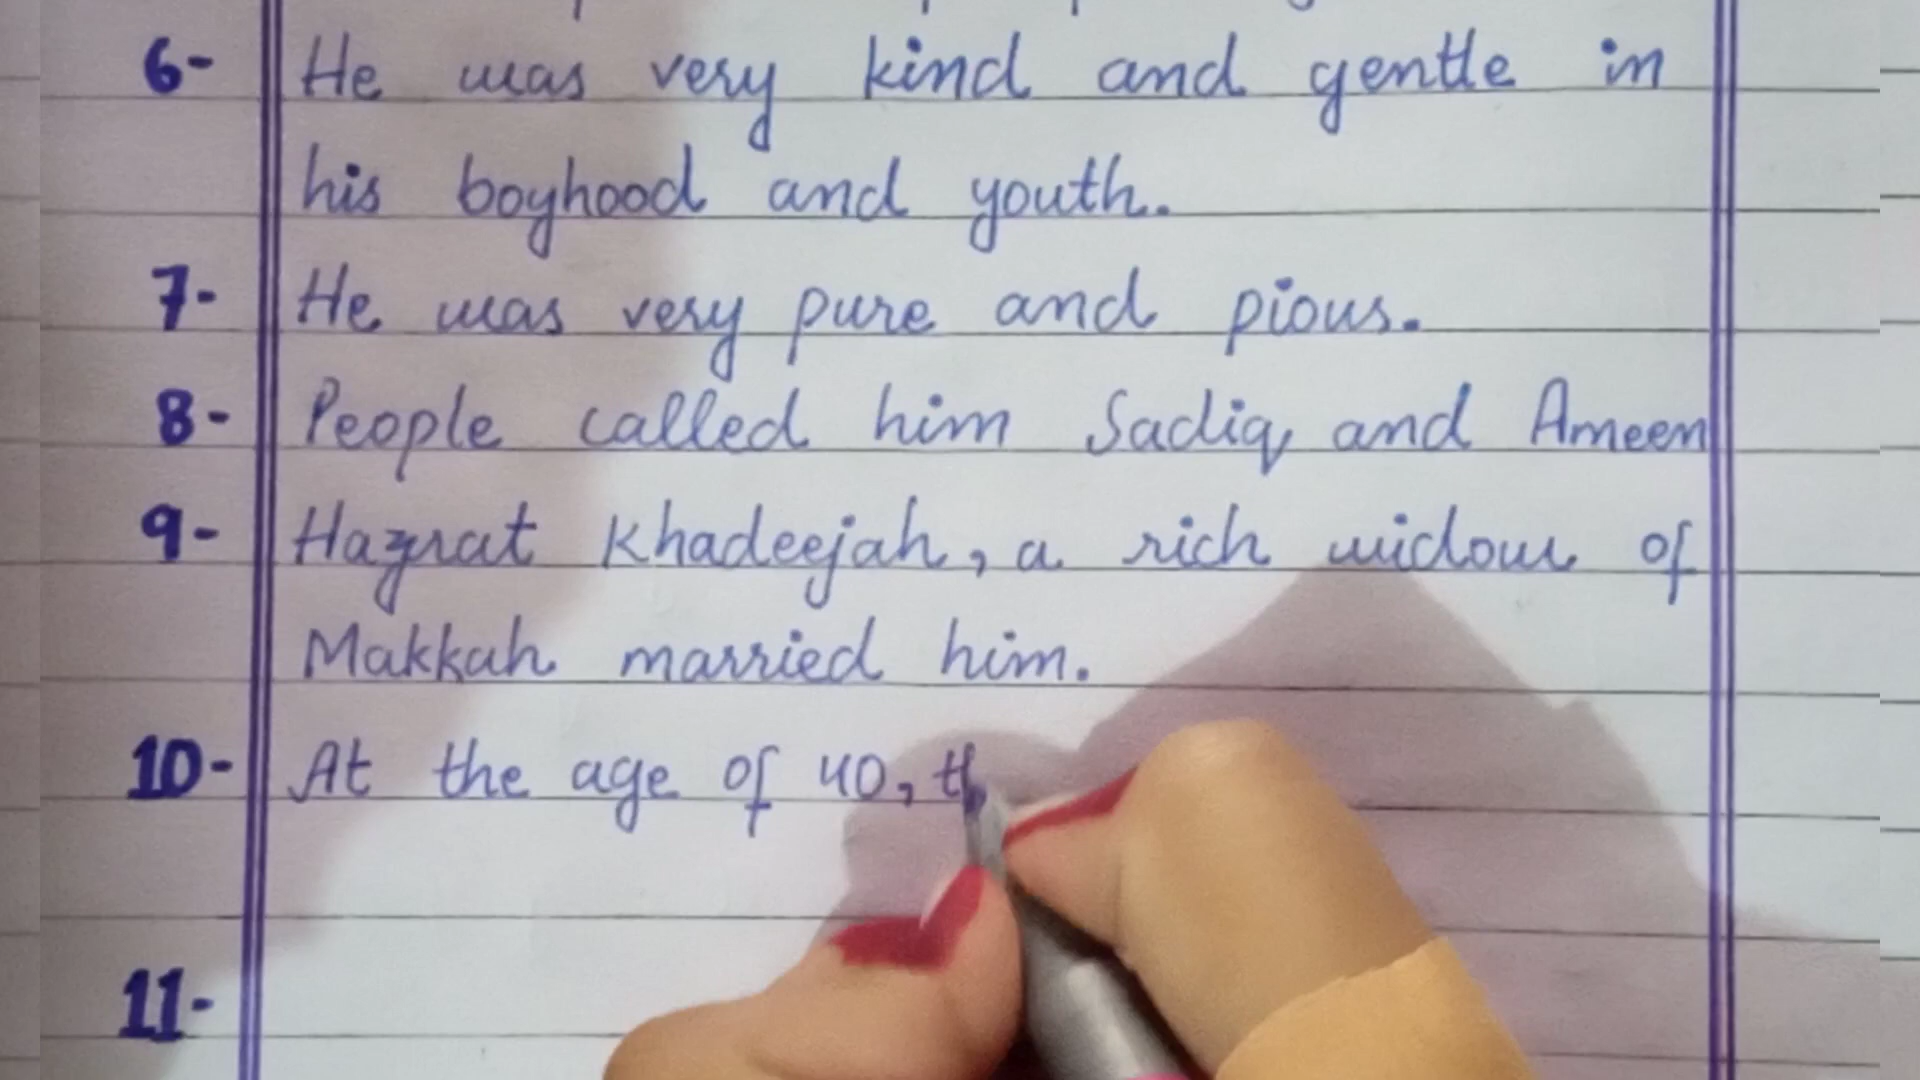 6- He was very kind and gentle in
his boyhood and youth.
7- He was very pure and pious.
8- People called him Sadiq and Ameen
9- Hazrat Khadeejah, a rich widow of
Makkah married him.
10- At the age of 40, th
11-